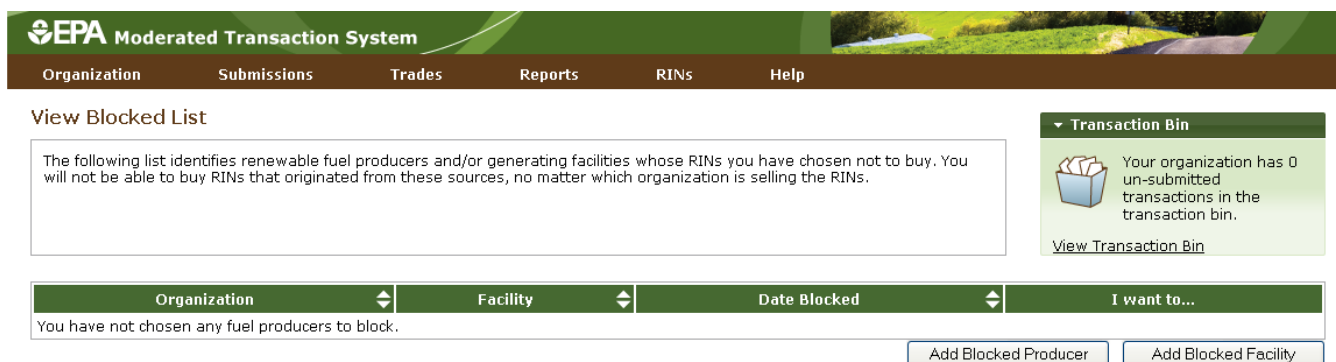 EPA Moderated Transaction System
Organization Submissions Trades Reports RINs Help
View Blocked List
The following list identifies renewable fuel producers and/or generating facilities whose RINs you have chosen not to buy. You
will not be able to buy RINs that originated from these sources, no matter which organization is selling the RINs.
Transaction Bin
Your organization has 0
un-submitted
transactions in the
transaction bin.
View Transaction Bin
Organization Facility Date Blocked I want to...
You have not chosen any fuel producers to block.
Add Blocked Producer Add Blocked Facility